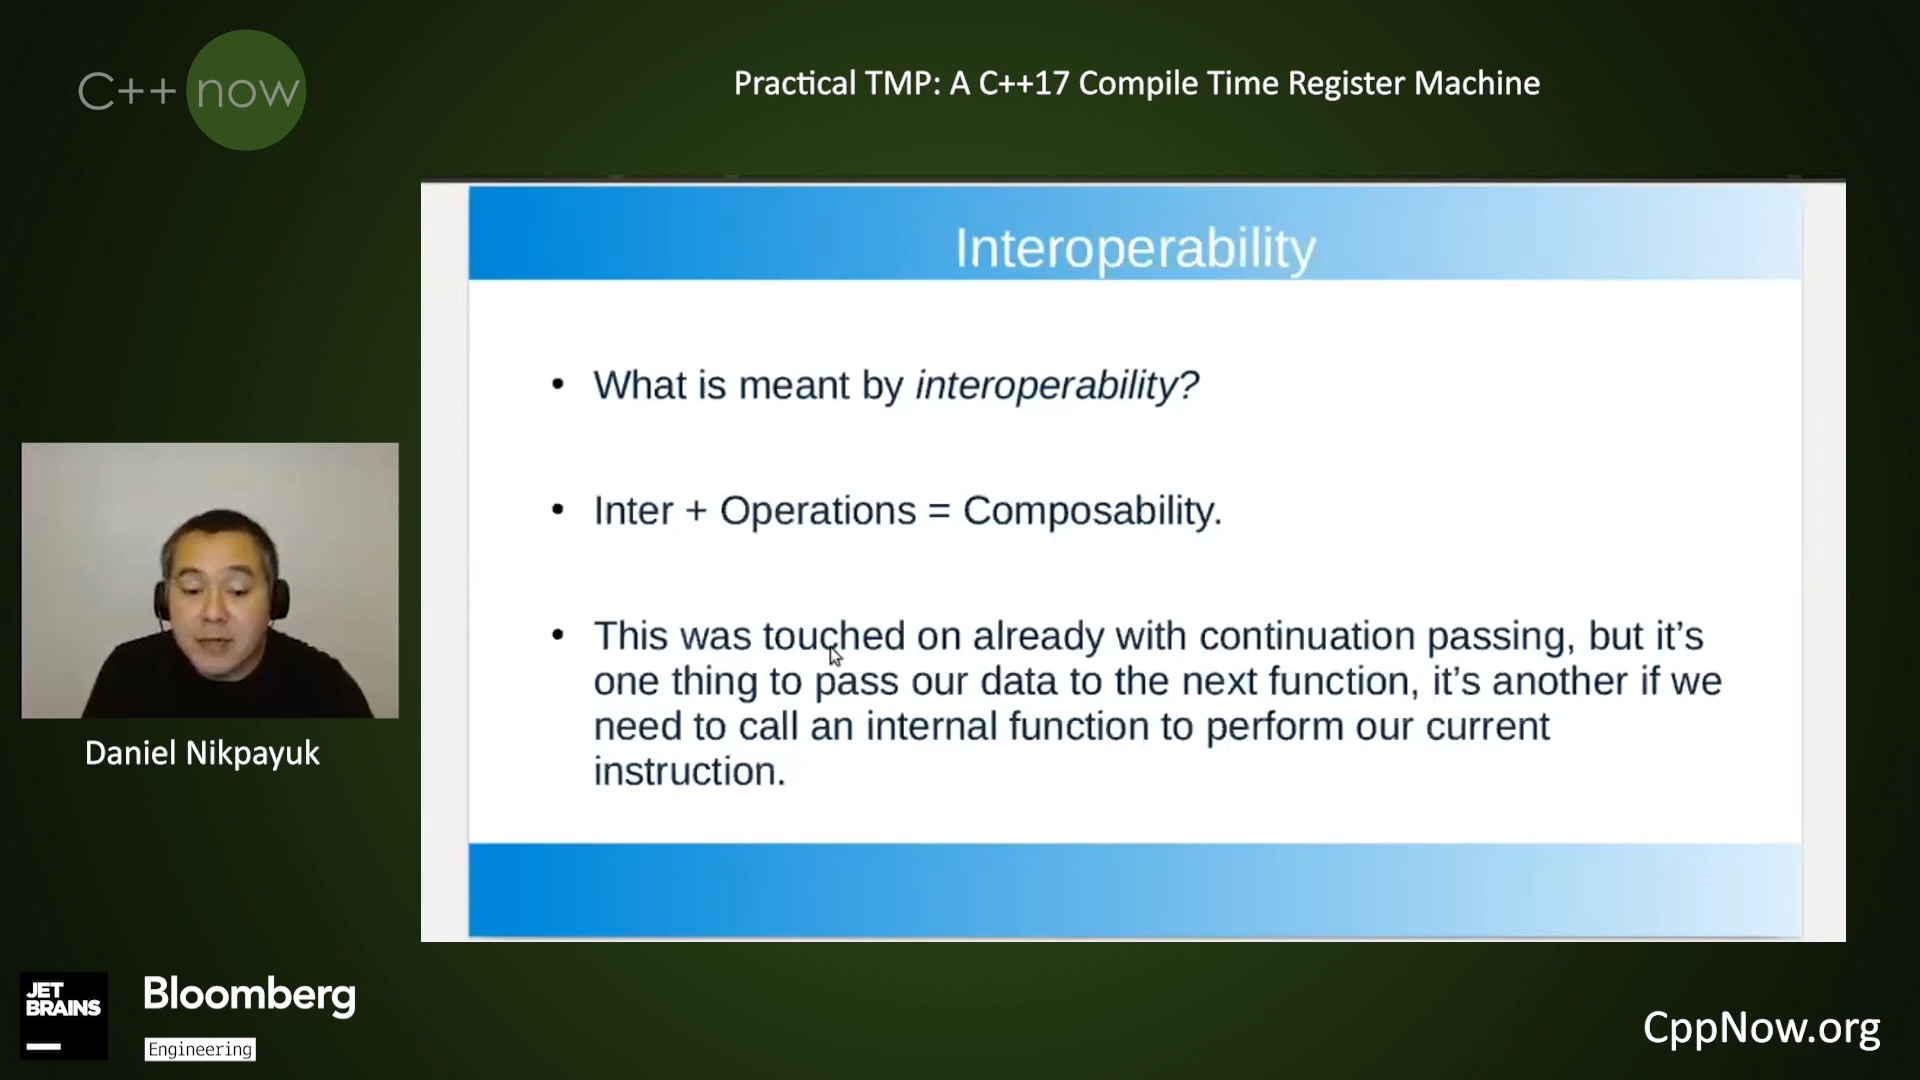 C++ now
Practical TMP: A C++17 Compile Time Register Machine
Interoperability
• What is meant by interoperability?
• Inter + Operations = Composability.
• This was touched on already with continuation passing, but it’s
one thing to pass our data to the next function, it’s another if we
need to call an internal function to perform our current
instruction.
Daniel Nikpayuk
JET
BRAINS
Bloomberg
Engineering
CppNow.org